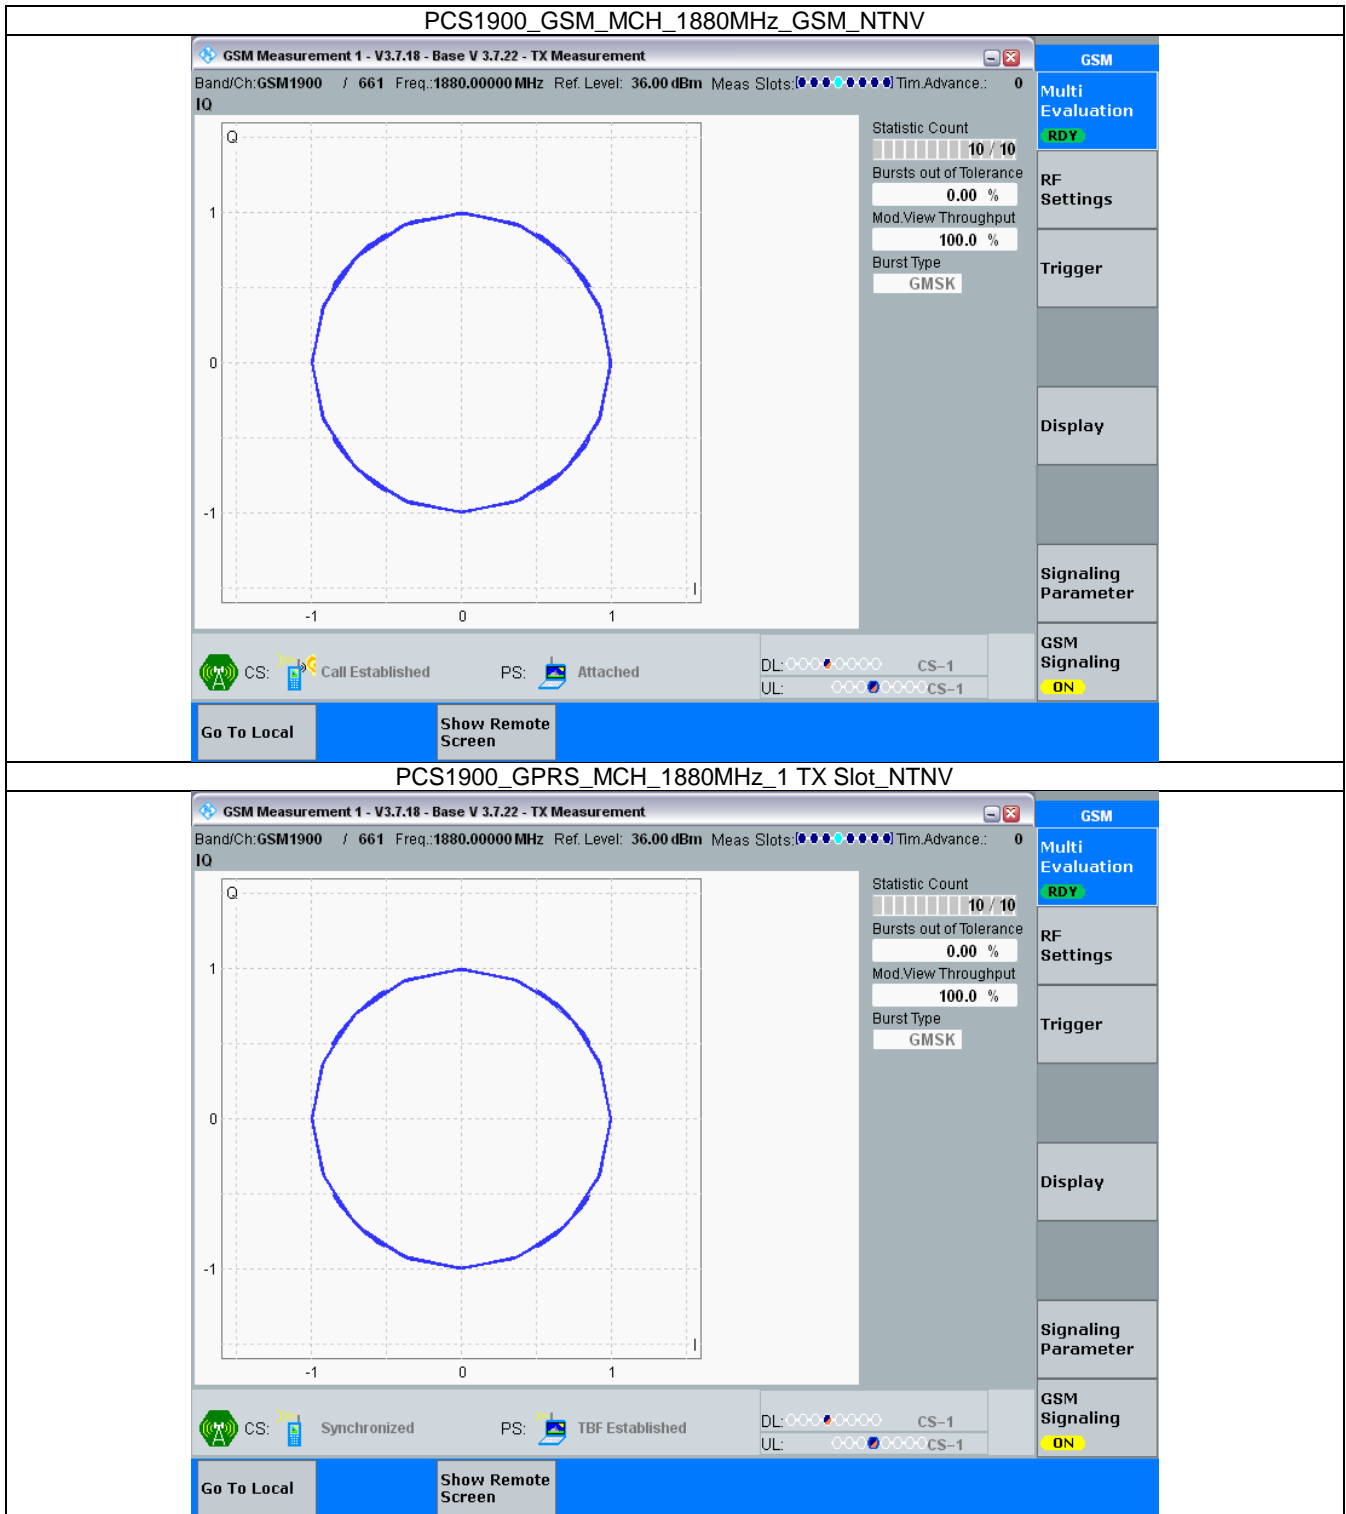 PCS1900_GSM_MCH_1880MHz_GSM_NTNV
GSM Measurement 1 - V3.7.18 - Base V 3.7.22 - TX Measurement
GSM
Band/Ch:GSM1900 / 661 Freq.:1880.00000 MHz Ref. Level: 36.00 dBm Meas Slots: Tim.Advance.: 0
IQ
Multi
Evaluation
RDY
Q
Statistic Count
10 / 10
Bursts out of Tolerance
0.00 %
Mod.View Throughput
100.0 %
Burst Type
GMSK
RF
Settings
1
Trigger
0
Display
-1
I
-1 0 1
Signaling
Parameter
GSM
Signaling
ON
CS: Call Established PS: Attached DL: CS-1
UL: CS-1
Go To Local
Show Remote
Screen
PCS1900_GPRS_MCH_1880MHz_1 TX Slot_NTNV
GSM Measurement 1 - V3.7.18 - Base V 3.7.22 - TX Measurement
GSM
Band/Ch:GSM1900 / 661 Freq.:1880.00000 MHz Ref. Level: 36.00 dBm Meas Slots: Tim.Advance.: 0
IQ
Multi
Evaluation
RDY
Q
Statistic Count
10 / 10
Bursts out of Tolerance
0.00 %
Mod.View Throughput
100.0 %
Burst Type
GMSK
RF
Settings
1
Trigger
0
Display
-1
I
-1 0 1
Signaling
Parameter
GSM
Signaling
ON
CS: Synchronized PS: TBF Established DL: CS-1
UL: CS-1
Go To Local
Show Remote
Screen